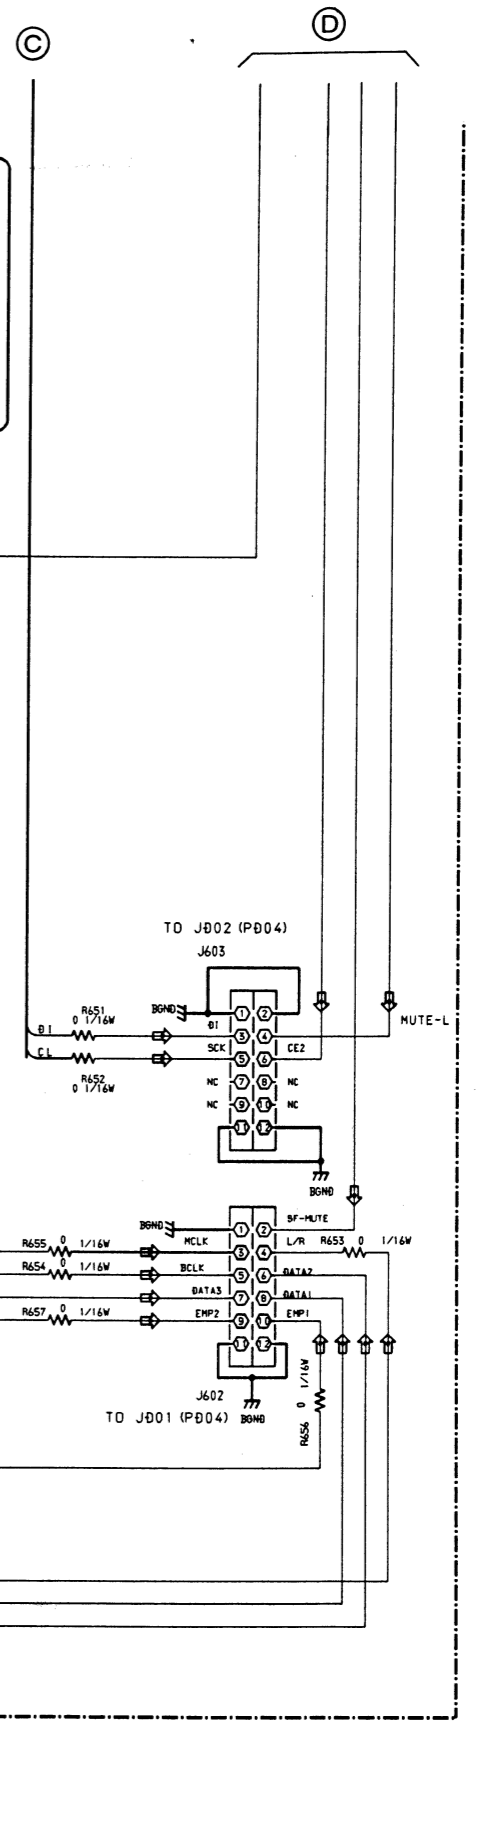 C
D
TO JD02 (PD04)
J603
BGND
1 2
R651
0 1/16W
DI
DI
3 4
MUTE-L
CL
SCK
5 6
CE2
R652
0 1/16W
NC
7 8
NC
NC
9 10
NC
11 12
BGND
BGND
1 2
SF-MUTE
R655 0 1/16W
MCLK
3 4
L/R
R653 0 1/16W
R654 0 1/16W
BCLK
5 6
DATA2
DATA3
7 8
DATA1
R657 0 1/16W
EMP2
9 10
EMP1
11 12
R656 0 1/16W
J602
TO JD01 (PD04)
BGND